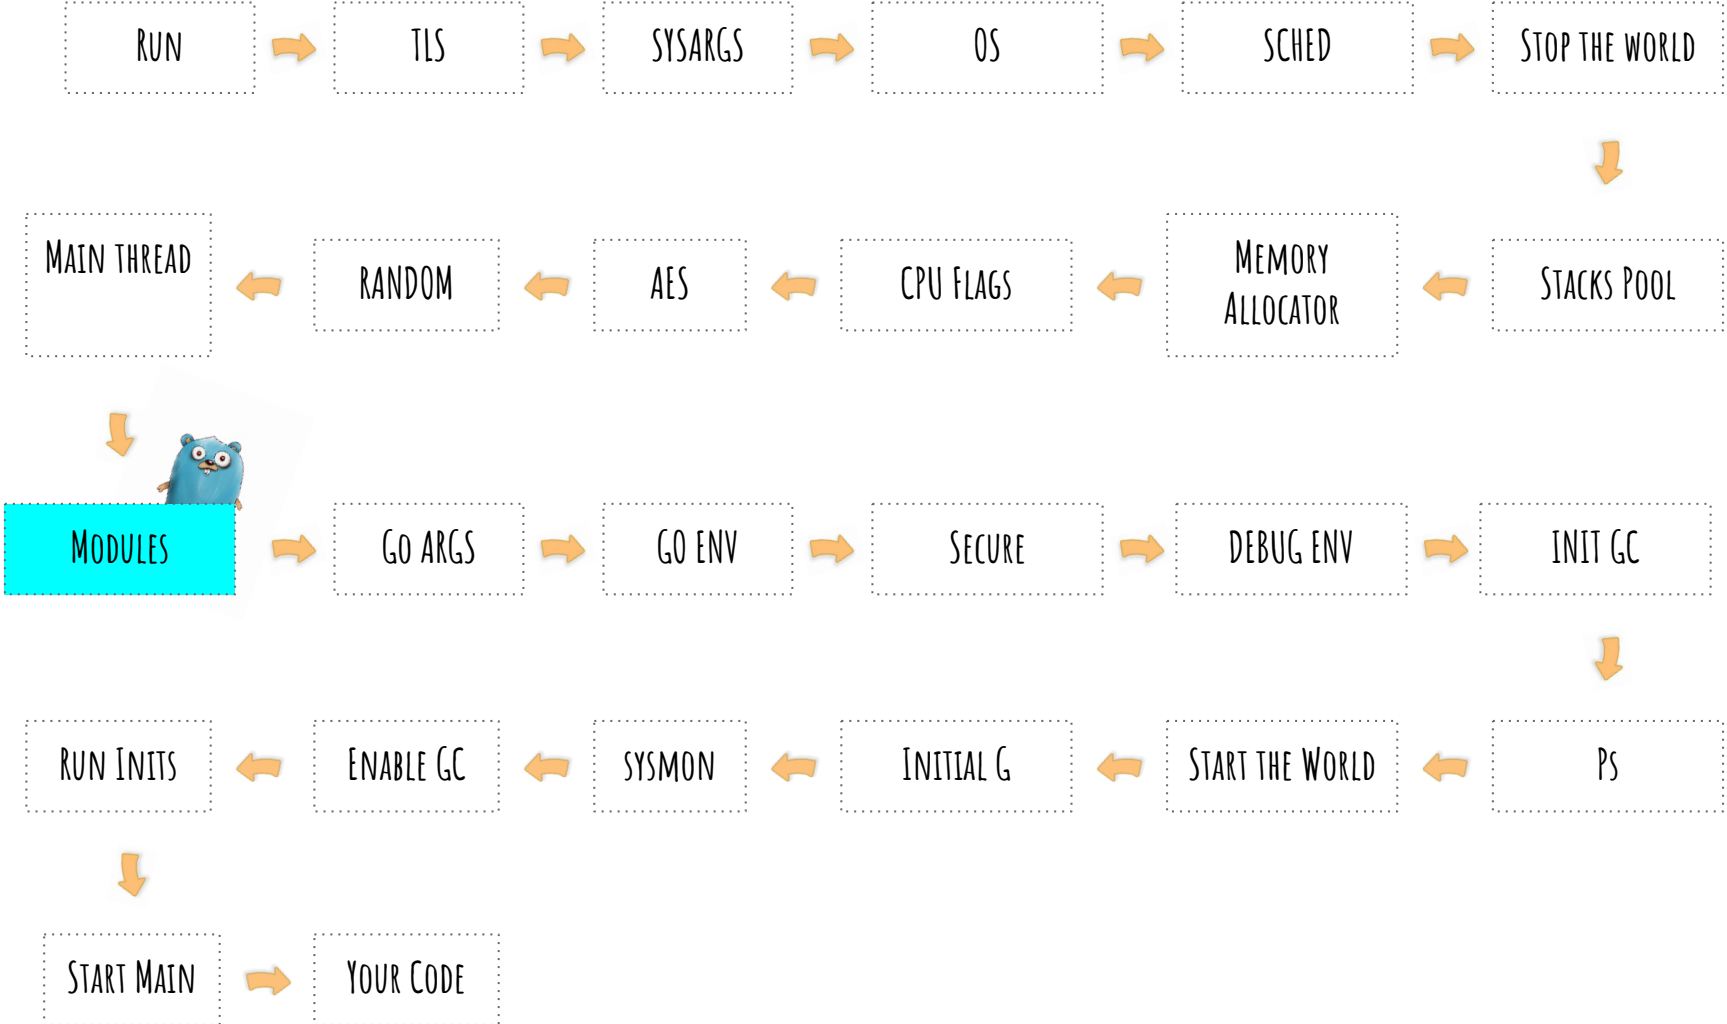 Run
TLS
SYSARGS
OS
SCHED
Stop the world
Stacks Pool
Memory
Allocator
CPU Flags
AES
RANDOM
Main thread
Modules
Go ARGS
GO ENV
Secure
DEBUG ENV
INIT GC
Ps
Start the World
Initial G
sysmon
Enable GC
Run Inits
Start Main
Your Code